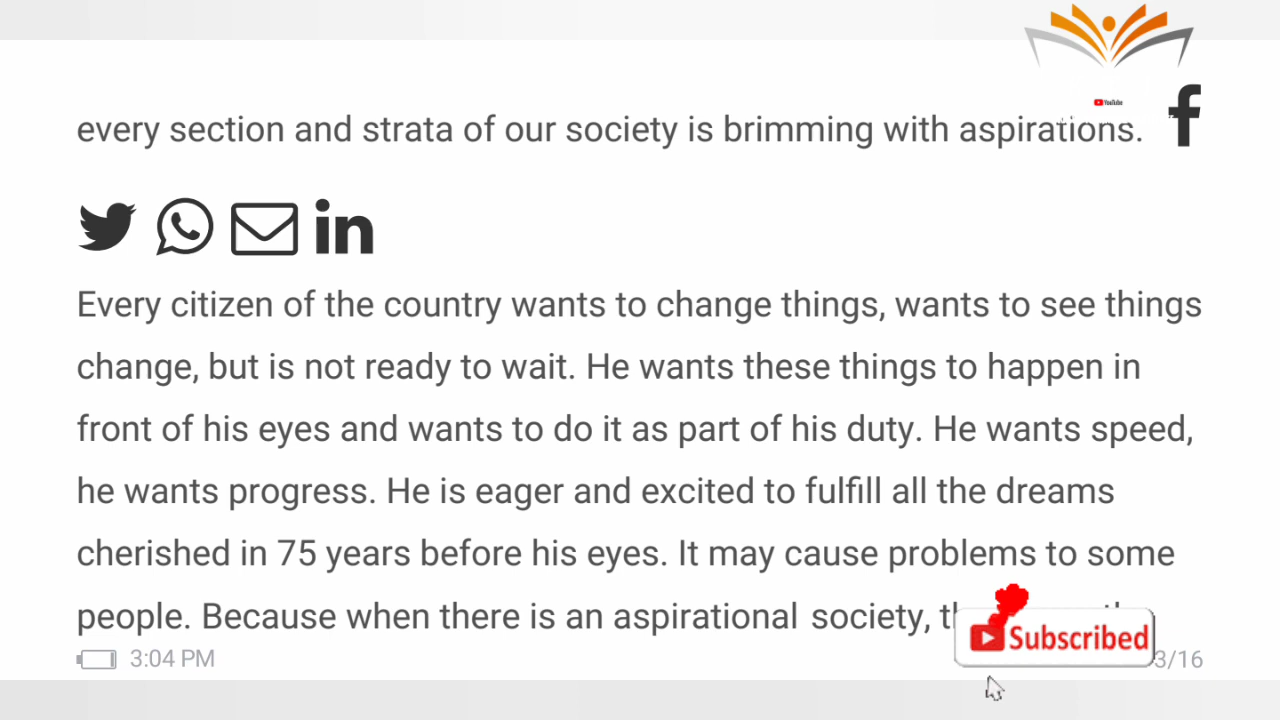 YouTube
every section and strata of our society is brimming with aspirations.
Every citizen of the country wants to change things, wants to see things
change, but is not ready to wait. He wants these things to happen in
front of his eyes and wants to do it as part of his duty. He wants speed,
he wants progress. He is eager and excited to fulfill all the dreams
cherished in 75 years before his eyes. It may cause problems to some
people. Because when there is an aspirational society,
Subscribed
3:04 PM
3/16